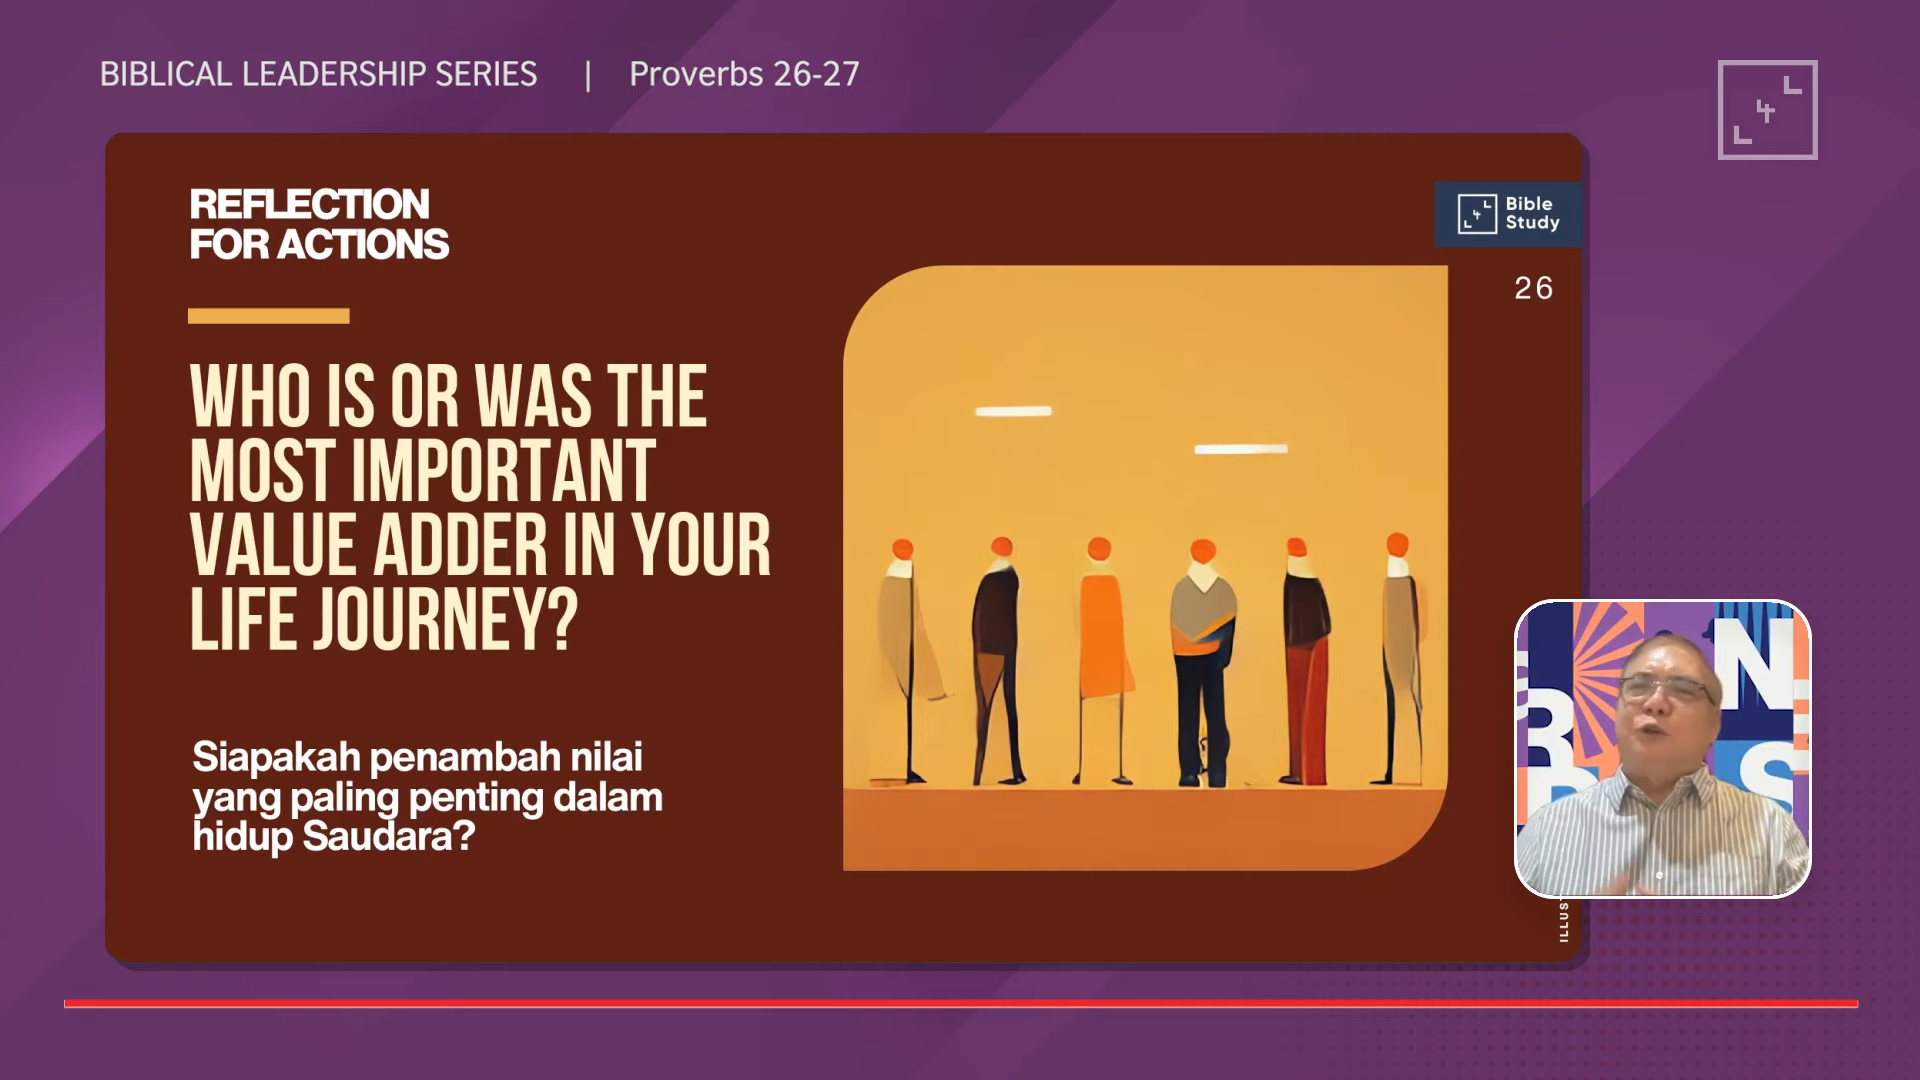 BIBLICAL LEADERSHIP SERIES | Proverbs 26-27
REFLECTION
FOR ACTIONS
Bible
Study
26
WHO IS OR WAS THE
MOST IMPORTANT
VALUE ADDER IN YOUR
LIFE JOURNEY?
Siapakah penambah nilai
yang paling penting dalam
hidup Saudara?